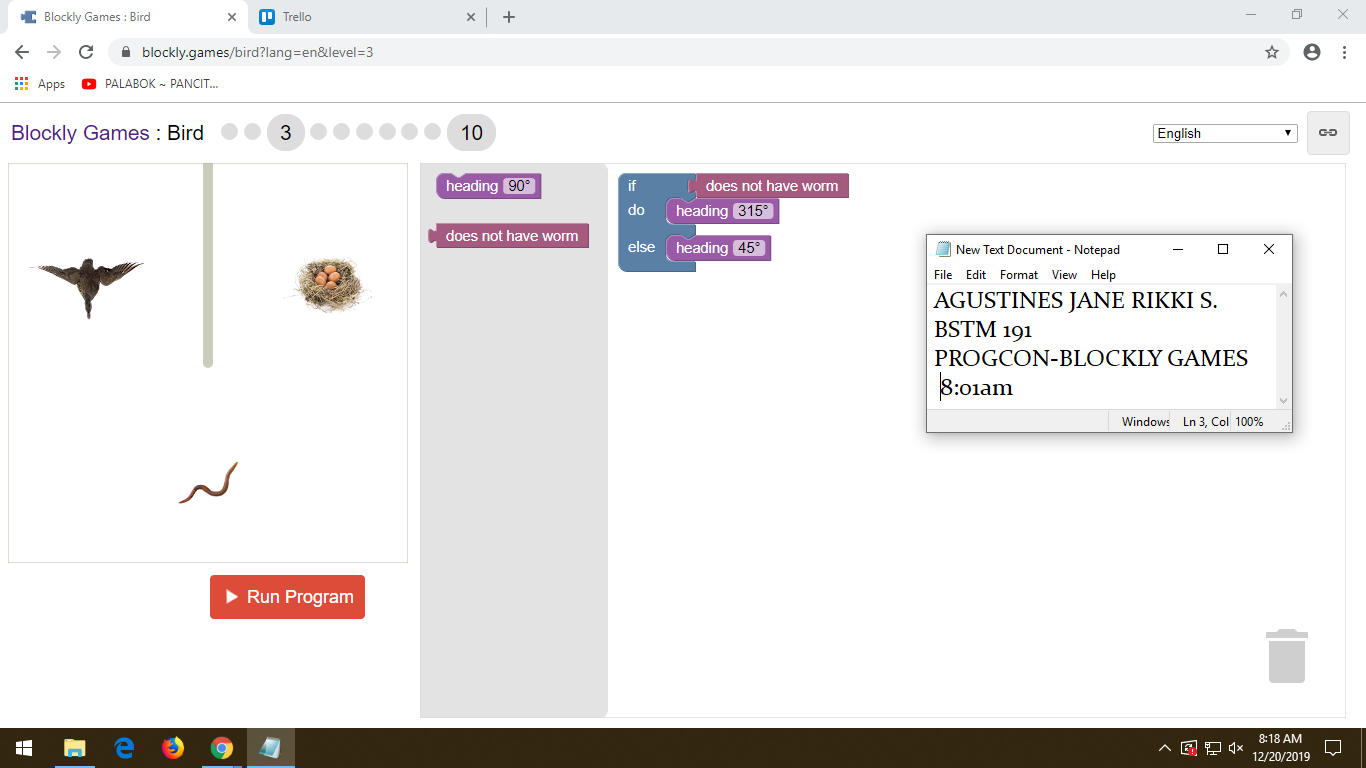 Blockly Games : Bird
Trello
blockly.games/bird?lang=en&level=3
Apps
PALABOK ~ PANCIT...
Blockly Games : Bird
3
10
English
heading 90°
does not have worm
if does not have worm
do heading 315°
else heading 45°
New Text Document - Notepad
File Edit Format View Help
AGUSTINES JANE RIKKI S.
BSTM 191
PROGCON-BLOCKLY GAMES
8:01am
Windows Ln 3, Col 100%
Run Program
8:18 AM
12/20/2019